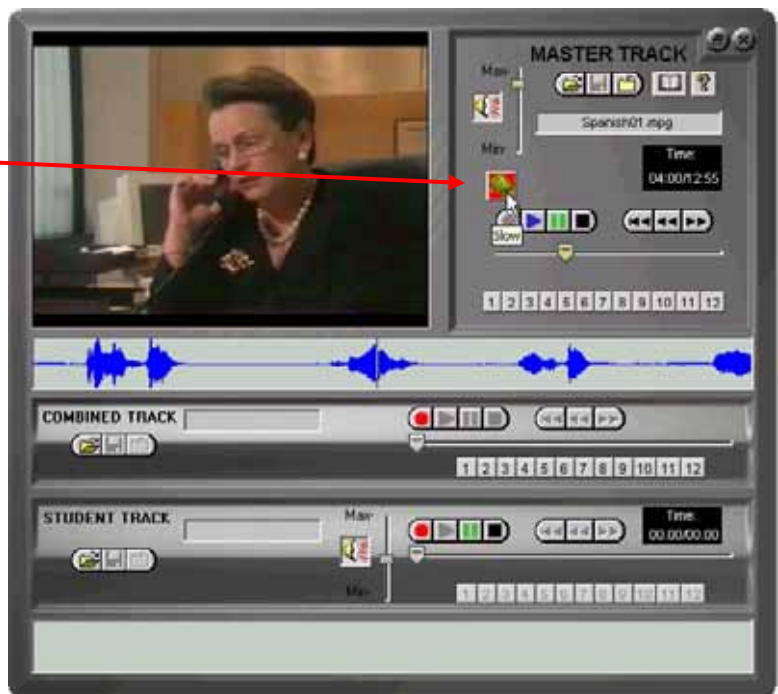 MASTER TRACK
Max
Spanish01.mpg
Min
Time:
04:00/12:55
Slow
1 2 3 4 5 6 7 8 9 10 11 12
COMBINED TRACK
1 2 3 4 5 6 7 8 9 10 11 12
STUDENT TRACK
Max
Time:
00:00/00:00
Min
1 2 3 4 5 6 7 8 9 10 11 12